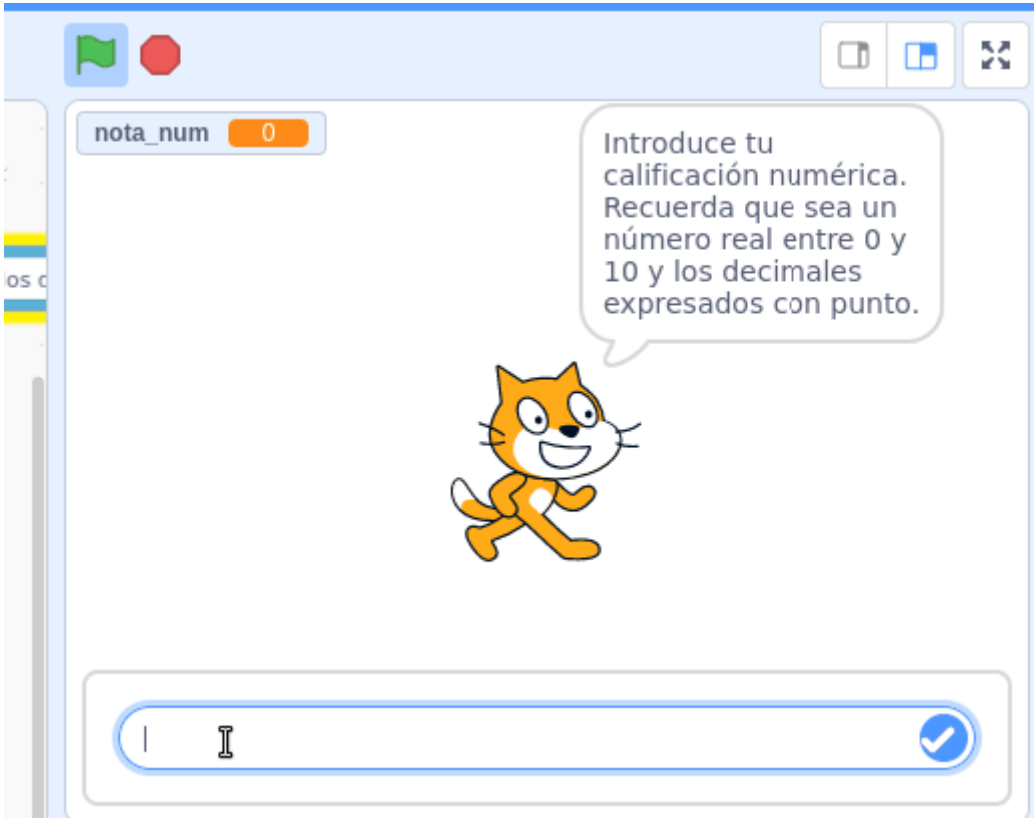 nota_num 0
Introduce tu
calificación numérica.
Recuerda que sea un
número real entre 0 y
10 y los decimales
expresados con punto.
los c